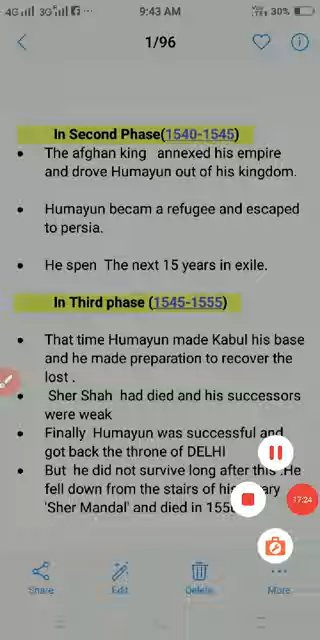 4G 3G
9:43 AM
30%
1/96
In Second Phase(1540-1545)
The afghan king annexed his empire
and drove Humayun out of his kingdom.
Humayun becam a refugee and escaped
to persia.
He spen The next 15 years in exile.
In Third phase (1545-1555)
That time Humayun made Kabul his base
and he made preparation to recover the
lost .
Sher Shah had died and his successors
were weak
Finally Humayun was successful and
got back the throne of DELHI
But he did not survive long after this .He
fell down from the stairs of his
'Sher Mandal' and died in
17:24
Share
Edit
Delete
More